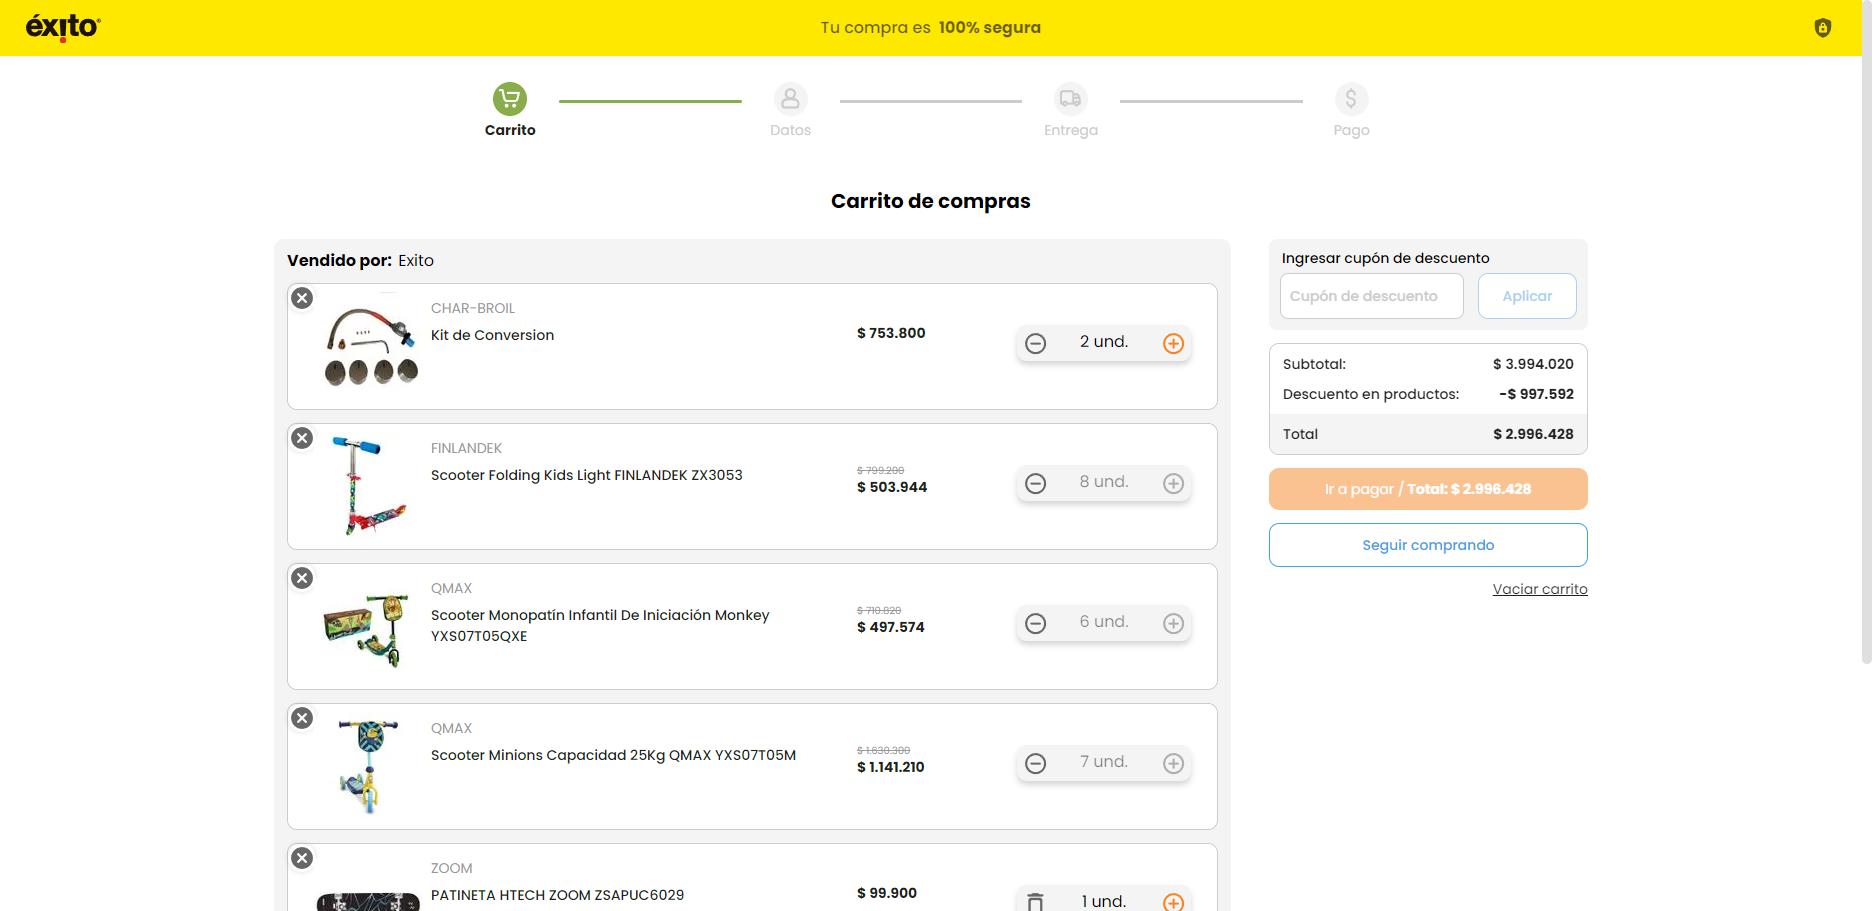 éxito
Tu compra es 100% segura
Carrito
Datos
Entrega
Pago
Carrito de compras
Vendido por: Exito
CHAR-BROIL
Kit de Conversion
$ 753.800
2 und.
FINLANDEK
Scooter Folding Kids Light FINLANDEK ZX3053
$ 799.200
$ 503.944
8 und.
QMAX
Scooter Monopatín Infantil De Iniciación Monkey
YXS07T05QXE
$ 710.820
$ 497.574
6 und.
QMAX
Scooter Minions Capacidad 25Kg QMAX YXS07T05M
$ 1.630.300
$ 1.141.210
7 und.
ZOOM
PATINETA HTECH ZOOM ZSAPUC6029
$ 99.900
1 und.
Ingresar cupón de descuento
Cupón de descuento
Aplicar
Subtotal: $ 3.994.020
Descuento en productos: -$ 997.592
Total $ 2.996.428
Ir a pagar / Total: $ 2.996.428
Seguir comprando
Vaciar carrito